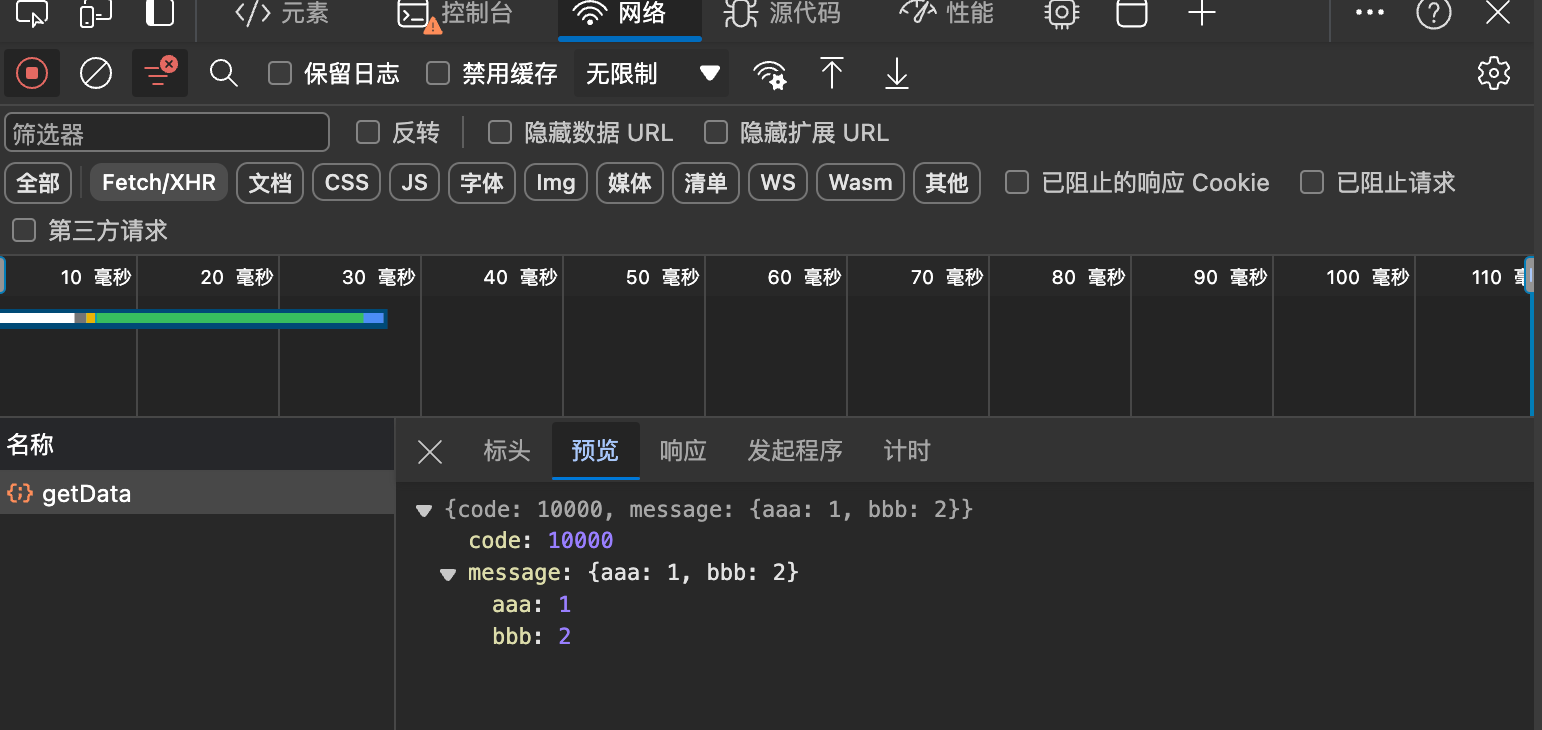 元素 控制台 网络 源代码 性能
保留日志 禁用缓存 无限制
筛选器 反转 隐藏数据 URL 隐藏扩展 URL
全部 Fetch/XHR 文档 CSS JS 字体 Img 媒体 清单 WS Wasm 其他 已阻止的响应 Cookie 已阻止请求
第三方请求
10 毫秒 20 毫秒 30 毫秒 40 毫秒 50 毫秒 60 毫秒 70 毫秒 80 毫秒 90 毫秒 100 毫秒 110 毫
名称 标头 预览 响应 发起程序 计时
getData
{code: 10000, message: {aaa: 1, bbb: 2}}
code: 10000
message: {aaa: 1, bbb: 2}
aaa: 1
bbb: 2